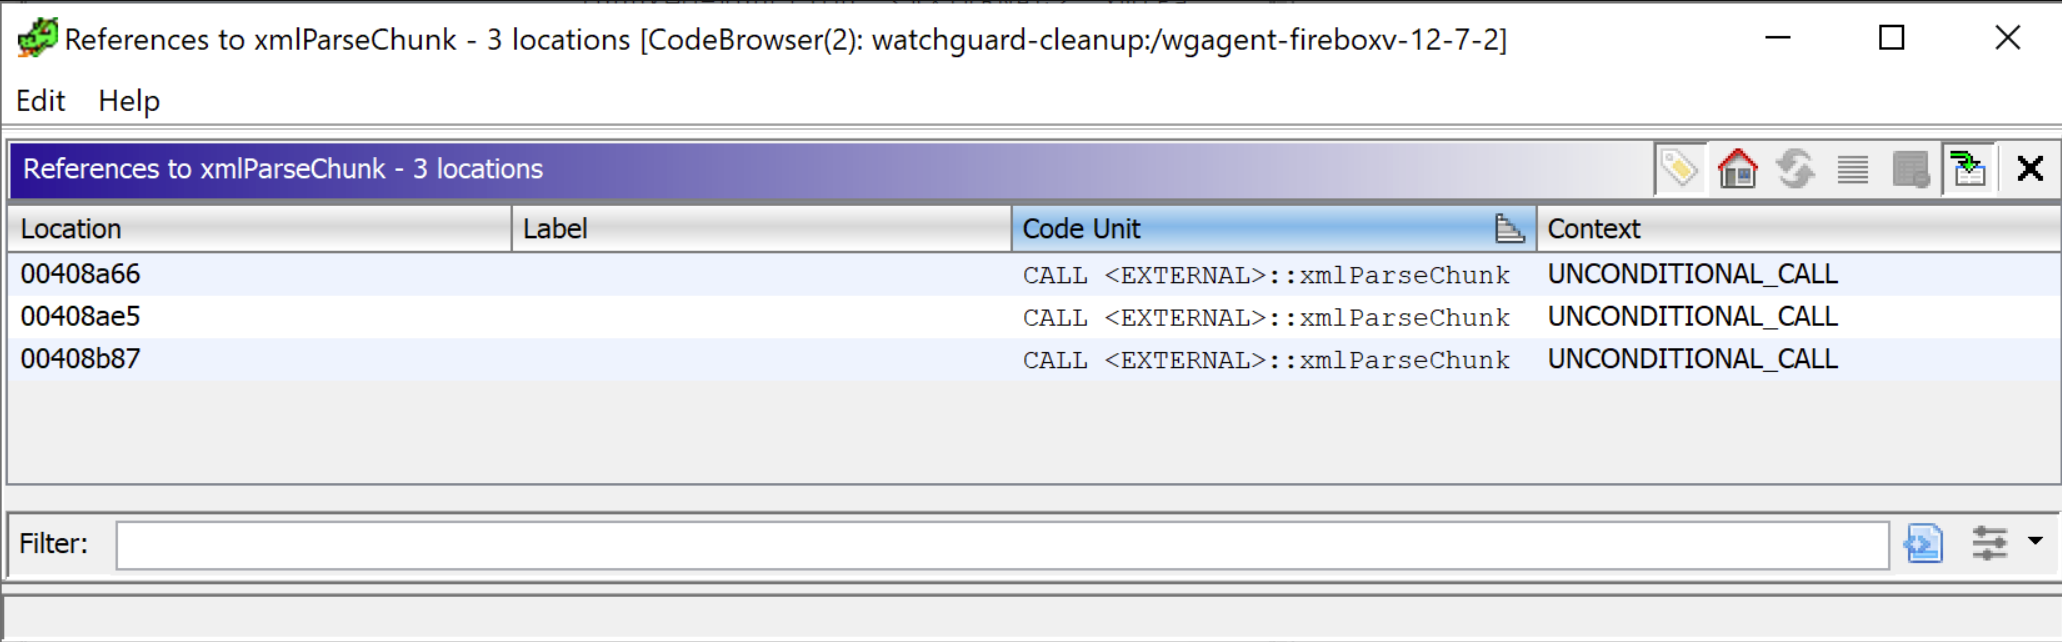 References to xmlParseChunk - 3 locations [CodeBrowser(2): watchguard-cleanup:/wgagent-fireboxv-12-7-2]
Edit Help
References to xmlParseChunk - 3 locations
Location Label Code Unit Context
00408a66 CALL <EXTERNAL>::xmlParseChunk UNCONDITIONAL_CALL
00408ae5 CALL <EXTERNAL>::xmlParseChunk UNCONDITIONAL_CALL
00408b87 CALL <EXTERNAL>::xmlParseChunk UNCONDITIONAL_CALL
Filter: